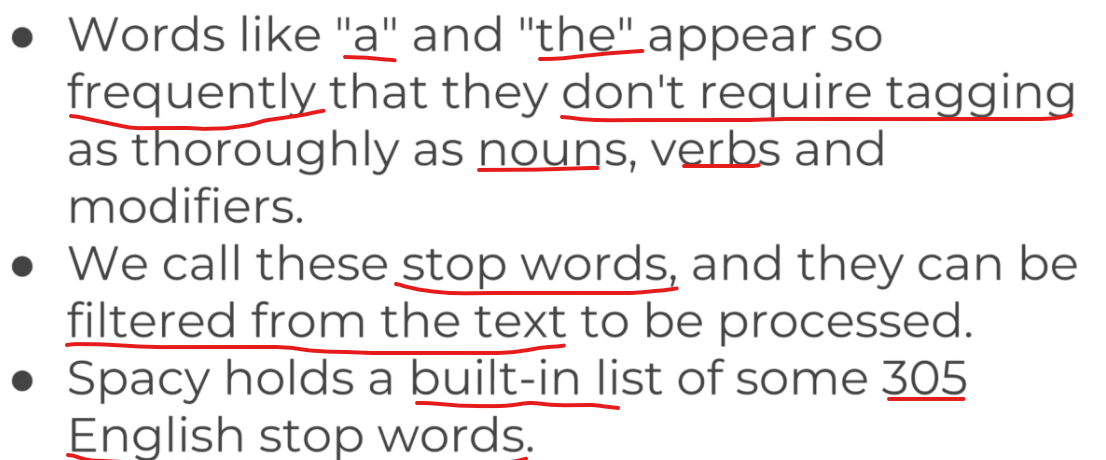 ● Words like "a" and "the" appear so
frequently that they don't require tagging
as thoroughly as nouns, verbs and
modifiers.
● We call these stop words, and they can be
filtered from the text to be processed.
● Spacy holds a built-in list of some 305
English stop words.